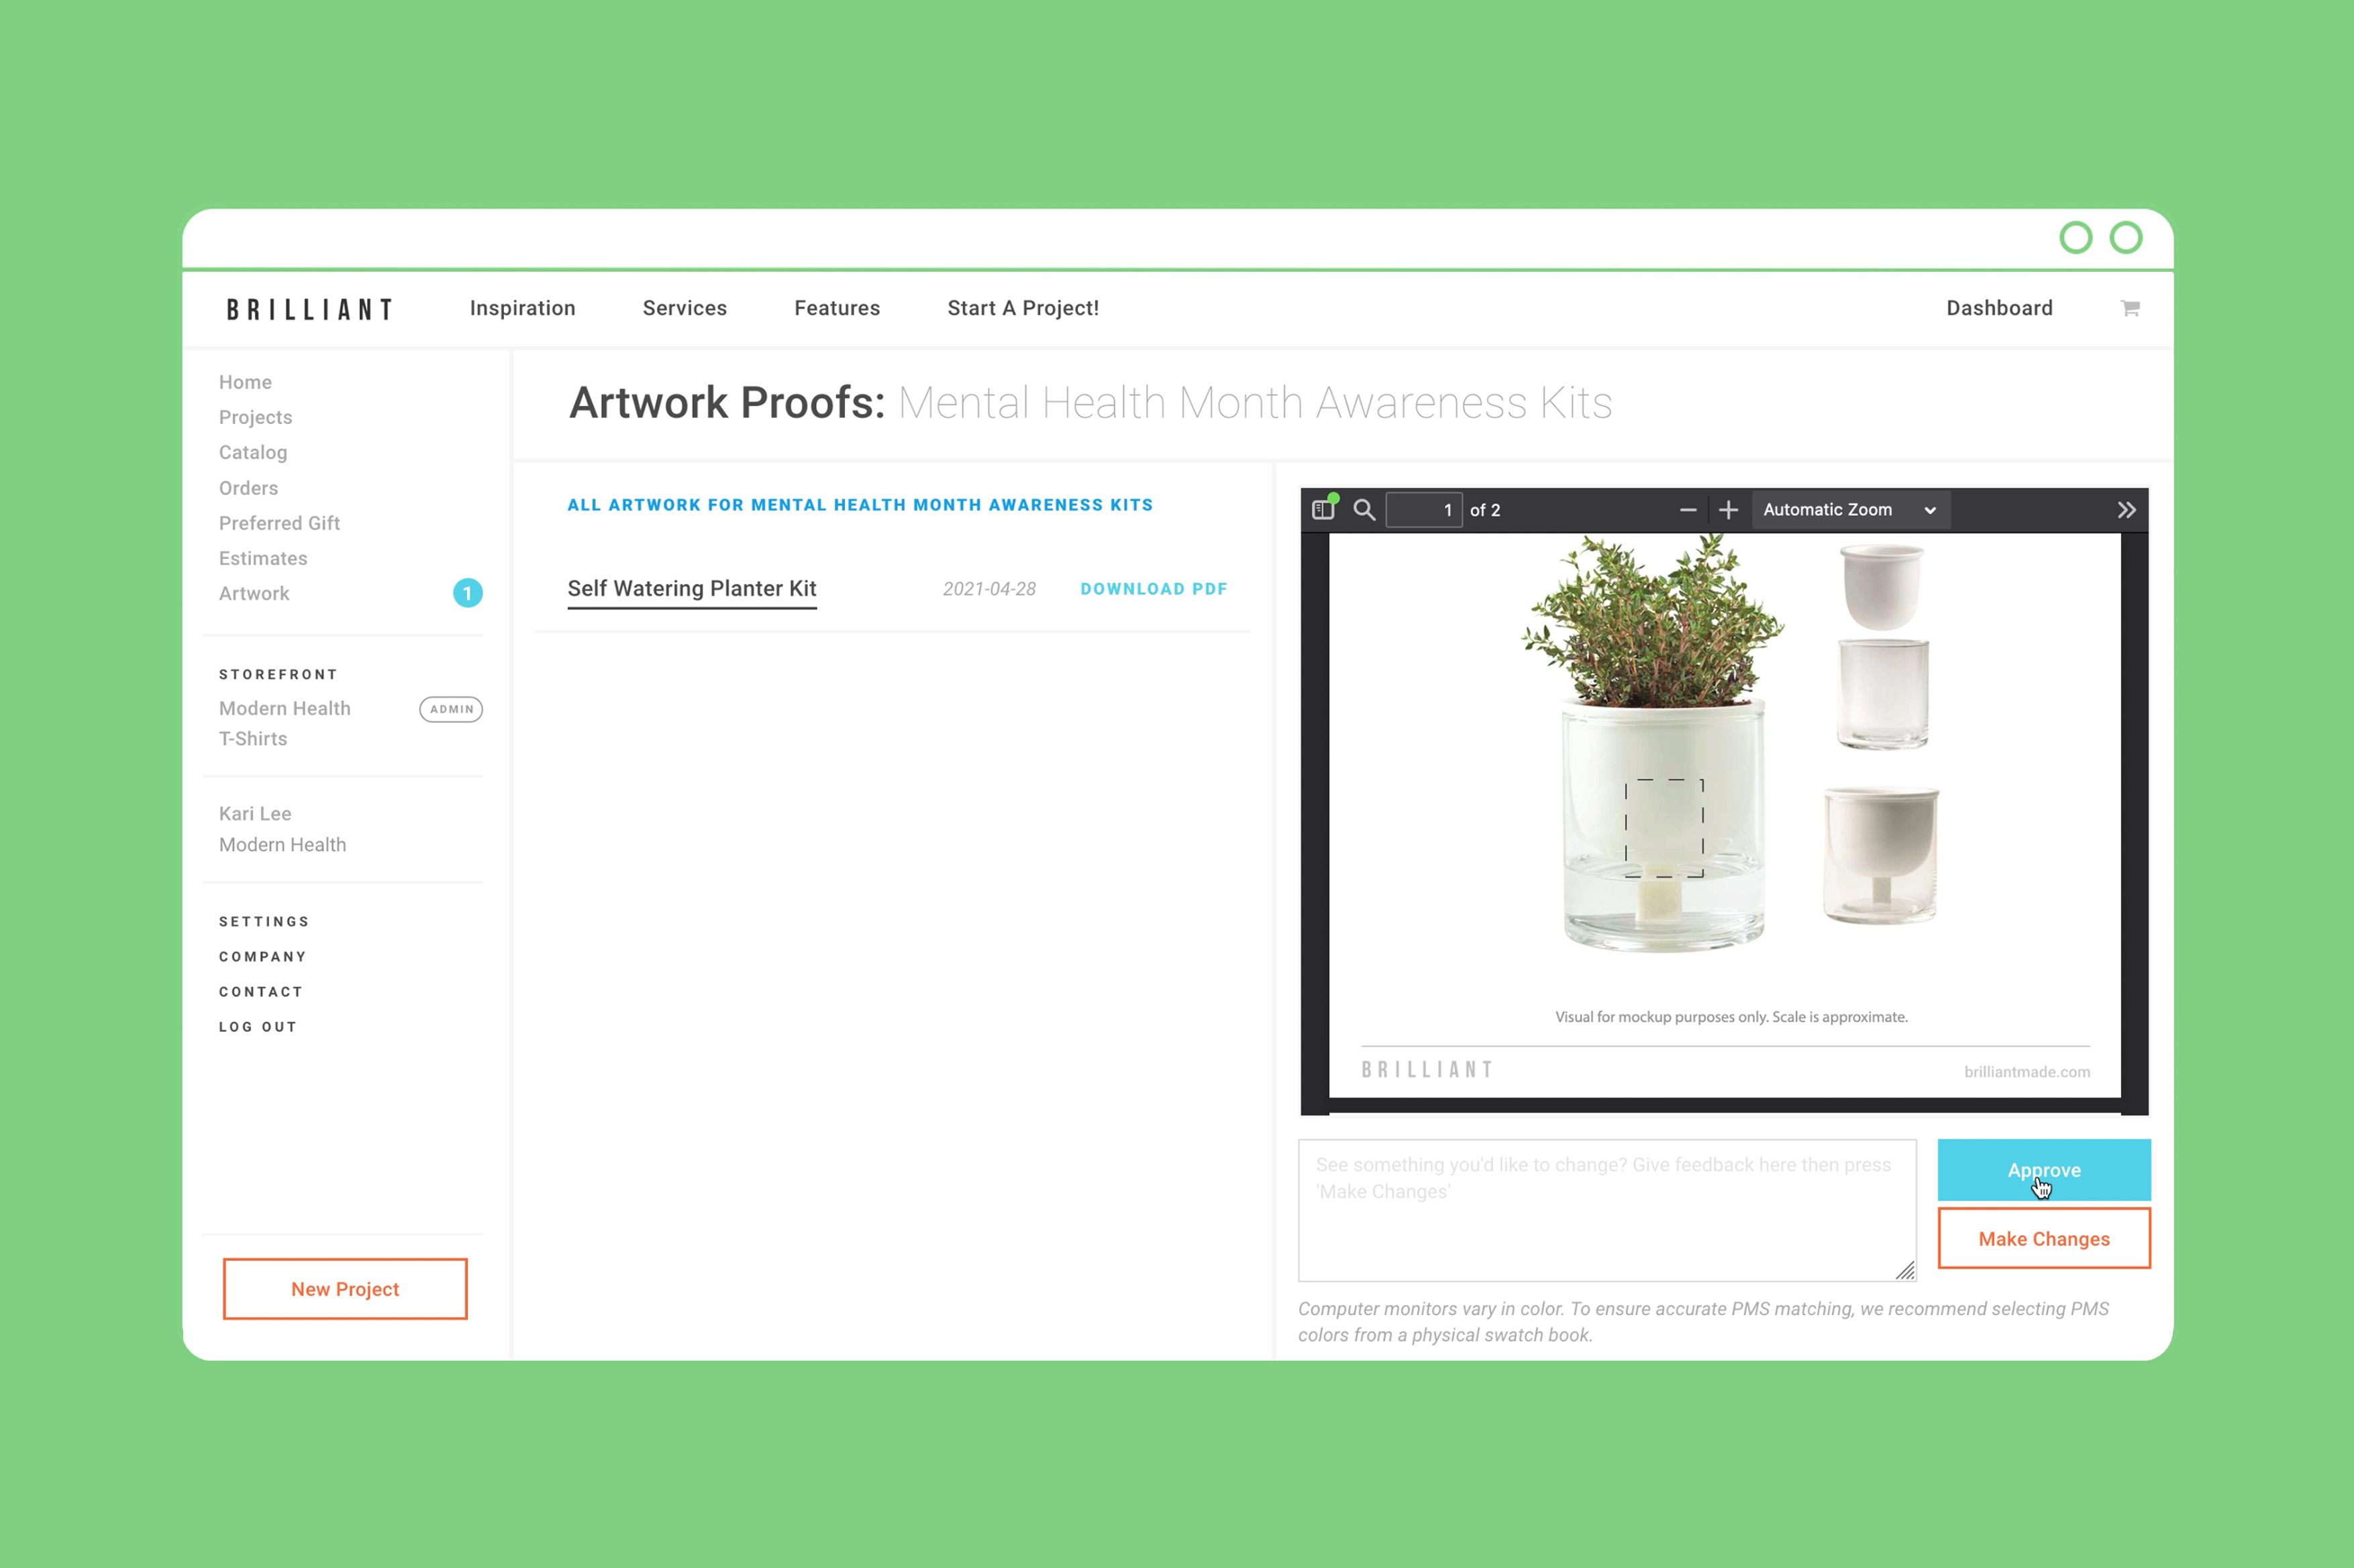 BRILLIANT
Inspiration
Services
Features
Start A Project!
Dashboard
Home
Projects
Catalog
Orders
Preferred Gift
Estimates
Artwork
1
STOREFRONT
Modern Health
T-Shirts
ADMIN
Kari Lee
Modern Health
SETTINGS
COMPANY
CONTACT
LOG OUT
New Project
Artwork Proofs: Mental Health Month Awareness Kits
ALL ARTWORK FOR MENTAL HEALTH MONTH AWARENESS KITS
Self Watering Planter Kit
2021-04-28
DOWNLOAD PDF
1 of 2
Automatic Zoom
Visual for mockup purposes only. Scale is approximate.
BRILLIANT
brilliantmade.com
See something you'd like to change? Give feedback here then press
'Make Changes'
Approve
Make Changes
Computer monitors vary in color. To ensure accurate PMS matching, we recommend selecting PMS
colors from a physical swatch book.